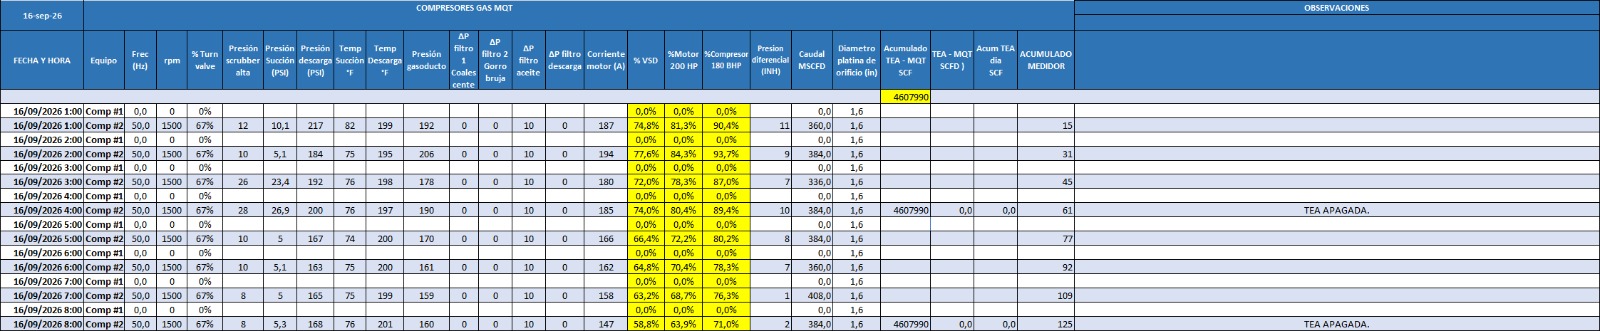 16-sep-26 COMPRESORES GAS MQT OBSERVACIONES
FECHA Y HORA Equipo Frec (Hz) rpm % Turn valve Presión scrubber alta Presión Succión (PSI) Presión descarga (PSI) Temp Succión °F Temp Descarga °F Presión gasoducto ΔP filtro 1 Coales cente ΔP filtro 2 Gorro bruja ΔP filtro aceite ΔP filtro descarga Corriente motor (A) % VSD %Motor 200 HP %Compresor 180 BHP Presion diferencial (INH) Caudal MSCFD Diametro platina de orificio (in) Acumulado TEA - MQT SCF TEA - MQT SCFD ) Acum TEA dia SCF ACUMULADO MEDIDOR
4607990
16/09/2026 1:00 Comp #1 0,0 0 0% 0,0% 0,0% 0,0% 0,0 1,6
16/09/2026 1:00 Comp #2 50,0 1500 67% 12 10,1 217 82 199 192 0 0 10 0 187 74,8% 81,3% 90,4% 11 360,0 1,6 15
16/09/2026 2:00 Comp #1 0,0 0 0% 0,0% 0,0% 0,0% 0,0 1,6
16/09/2026 2:00 Comp #2 50,0 1500 67% 10 5,1 184 75 195 206 0 0 10 0 194 77,6% 84,3% 93,7% 9 384,0 1,6 31
16/09/2026 3:00 Comp #1 0,0 0 0% 0,0% 0,0% 0,0% 0,0 1,6
16/09/2026 3:00 Comp #2 50,0 1500 67% 26 23,4 192 76 198 178 0 0 10 0 180 72,0% 78,3% 87,0% 7 336,0 1,6 45
16/09/2026 4:00 Comp #1 0,0 0 0% 0,0% 0,0% 0,0% 0,0 1,6
16/09/2026 4:00 Comp #2 50,0 1500 67% 28 26,9 200 76 197 190 0 0 10 0 185 74,0% 80,4% 89,4% 10 384,0 1,6 4607990 0,0 0,0 61 TEA APAGADA.
16/09/2026 5:00 Comp #1 0,0 0 0% 0,0% 0,0% 0,0% 0,0 1,6
16/09/2026 5:00 Comp #2 50,0 1500 67% 10 5 167 74 200 170 0 0 10 0 166 66,4% 72,2% 80,2% 8 384,0 1,6 77
16/09/2026 6:00 Comp #1 0,0 0 0% 0,0% 0,0% 0,0% 0,0 1,6
16/09/2026 6:00 Comp #2 50,0 1500 67% 10 5,1 163 75 200 161 0 0 10 0 162 64,8% 70,4% 78,3% 7 360,0 1,6 92
16/09/2026 7:00 Comp #1 0,0 0 0% 0,0% 0,0% 0,0% 0,0 1,6
16/09/2026 7:00 Comp #2 50,0 1500 67% 8 5 165 75 199 159 0 0 10 0 158 63,2% 68,7% 76,3% 1 408,0 1,6 109
16/09/2026 8:00 Comp #1 0,0 0 0% 0,0% 0,0% 0,0% 0,0 1,6
16/09/2026 8:00 Comp #2 50,0 1500 67% 8 5,3 168 76 201 160 0 0 10 0 147 58,8% 63,9% 71,0% 2 384,0 1,6 4607990 0,0 0,0 125 TEA APAGADA.